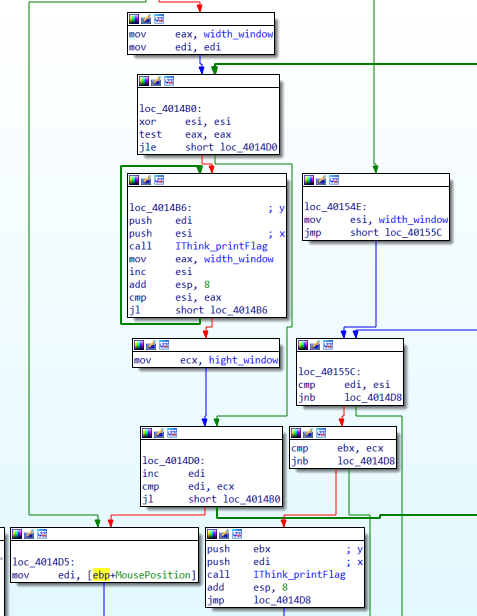 mov eax, width_window
mov edi, edi
loc_4014B0:
xor esi, esi
test eax, eax
jle short loc_4014D0
loc_4014B6: ; y
push edi
push esi ; x
call IThink_printFlag
mov eax, width_window
inc esi
add esp, 8
cmp esi, eax
jl short loc_4014B6
loc_40154E:
mov esi, width_window
jmp short loc_40155C
mov ecx, hight_window
loc_40155C:
cmp edi, esi
jnb loc_4014D8
loc_4014D0:
inc edi
cmp edi, ecx
jl short loc_4014B0
cmp ebx, ecx
jnb loc_4014D8
loc_4014D5:
mov edi, [ebp+MousePosition]
push ebx ; y
push edi ; x
call IThink_printFlag
add esp, 8
jmp loc_4014D8